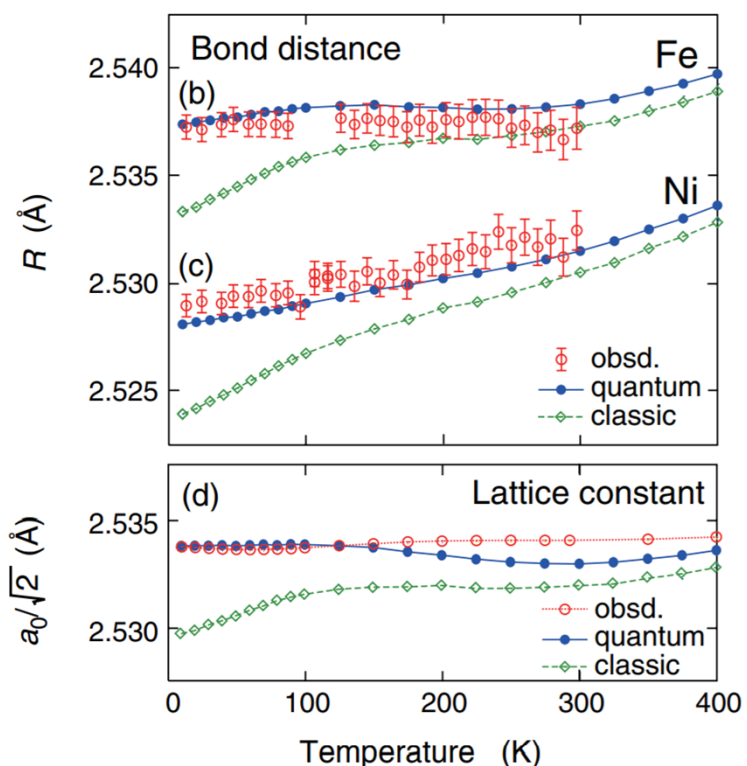 Bond distance
Fe
(b)
2.540
2.535
R (Å)
Ni
(c)
2.530
2.525
obsd.
quantum
classic
(d)
Lattice constant
2.535
a₀/√2 (Å)
2.530
obsd.
quantum
classic
0 100 200 300 400
Temperature (K)